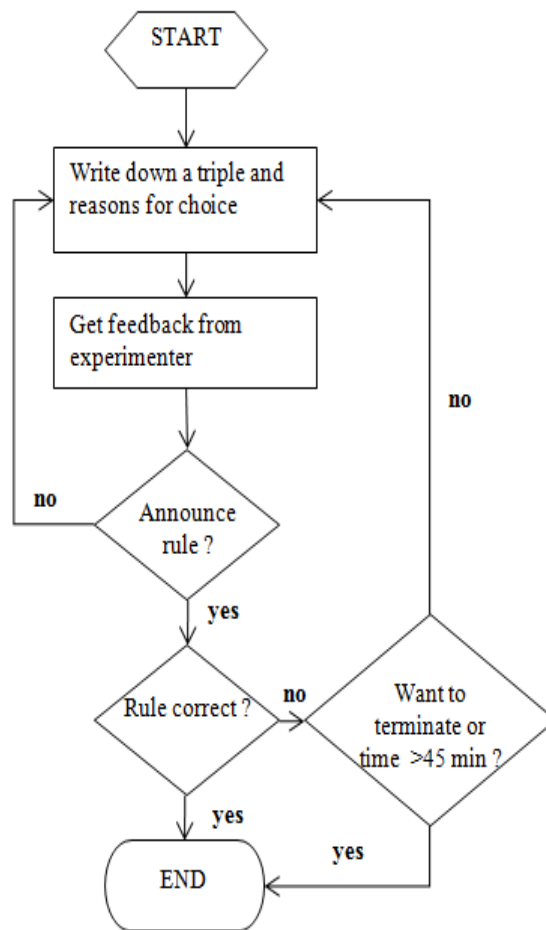 START
Write down a triple and
reasons for choice
Get feedback from
experimenter
no
no
Announce
rule ?
yes
Rule correct ?
no
Want to
terminate or
time >45 min ?
yes
yes
END